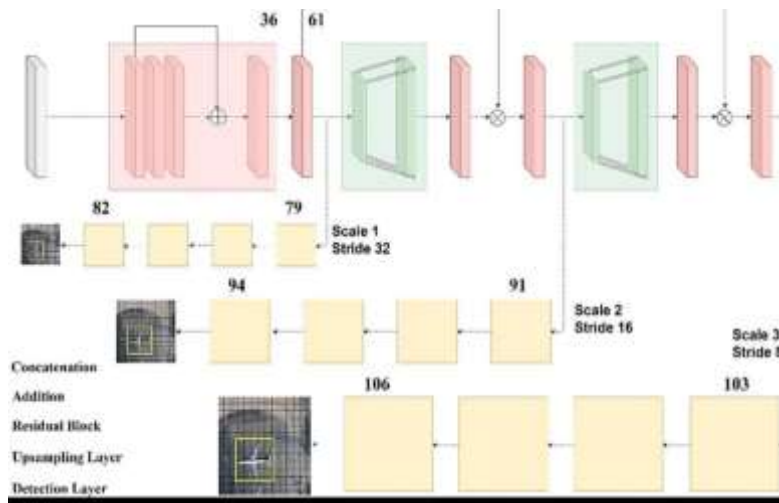 36 61
82 79
Scale 1
Stride 32
94 91
Scale 2
Stride 16
Scale 3
Stride
106 103
Concatenation
Addition
Residual Block
Upsampling Layer
Detection Layer